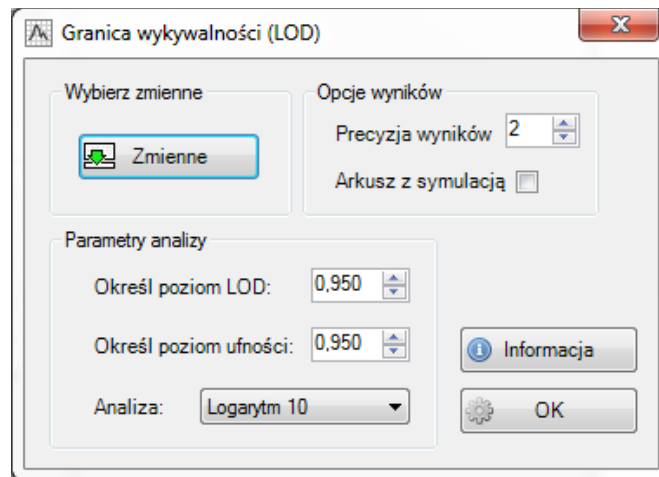 Granica wykywalności (LOD)
Wybierz zmienne
Zmienne
Opcje wyników
Precyzja wyników 2
Arkusz z symulacją
Parametry analizy
Określ poziom LOD: 0,950
Określ poziom ufności: 0,950
Analiza: Logarytm 10
Informacja
OK